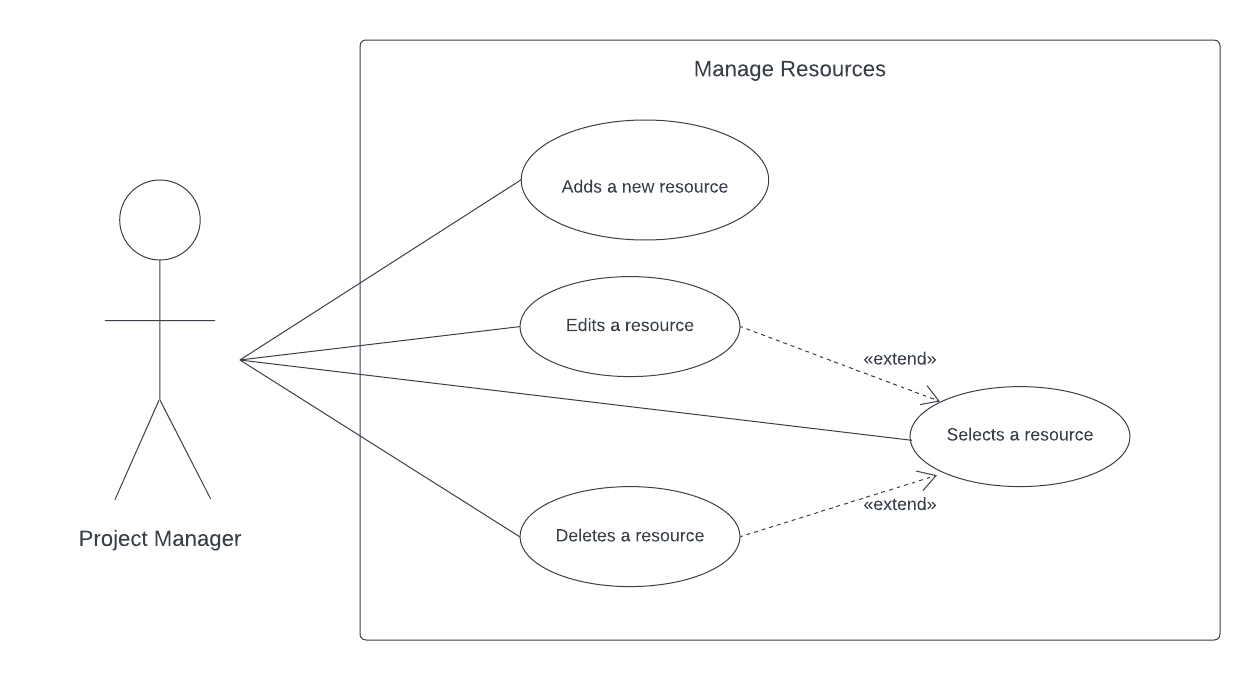 Manage Resources
Adds a new resource
Edits a resource
«extend»
Selects a resource
«extend»
Deletes a resource
Project Manager